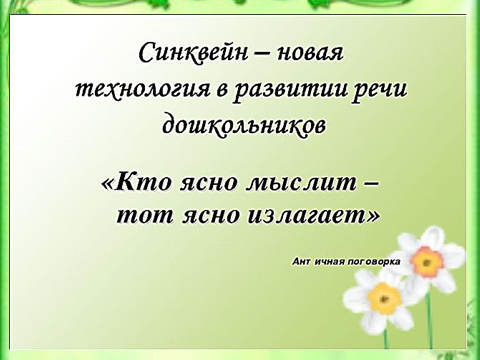 Синквейн – новая
технология в развитии речи
дошкольников
«Кто ясно мыслит –
тот ясно излагает»
Античная поговорка